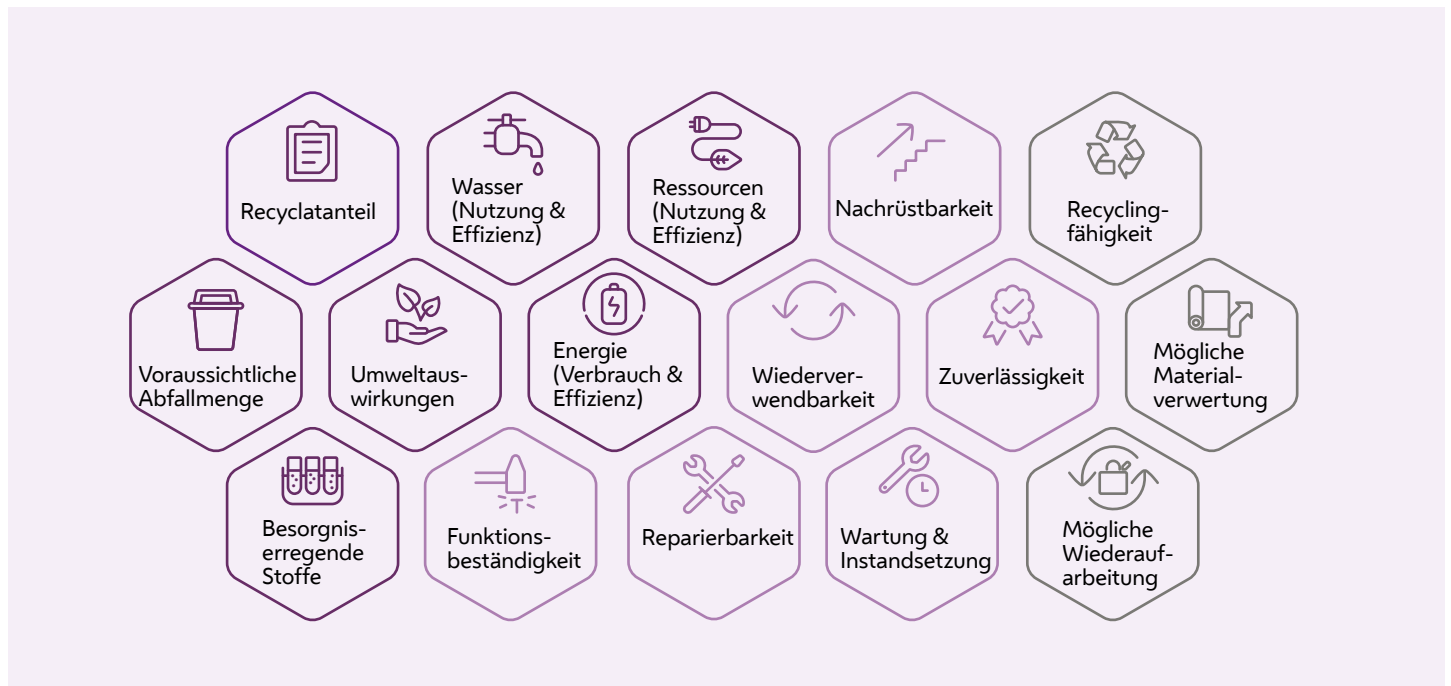 Recyclatanteil
Wasser
(Nutzung &
Effizienz)
Ressourcen
(Nutzung &
Effizienz)
Nachrüstbarkeit
Recycling-
fähigkeit
Voraussichtliche
Abfallmenge
Umweltaus-
wirkungen
Energie
(Verbrauch &
Effizienz)
Wiederver-
wendbarkeit
Zuverlässigkeit
Mögliche
Material-
verwertung
Besorgnis-
erregende
Stoffe
Funktions-
beständigkeit
Reparierbarkeit
Wartung &
Instandsetzung
Mögliche
Wiederauf-
arbeitung